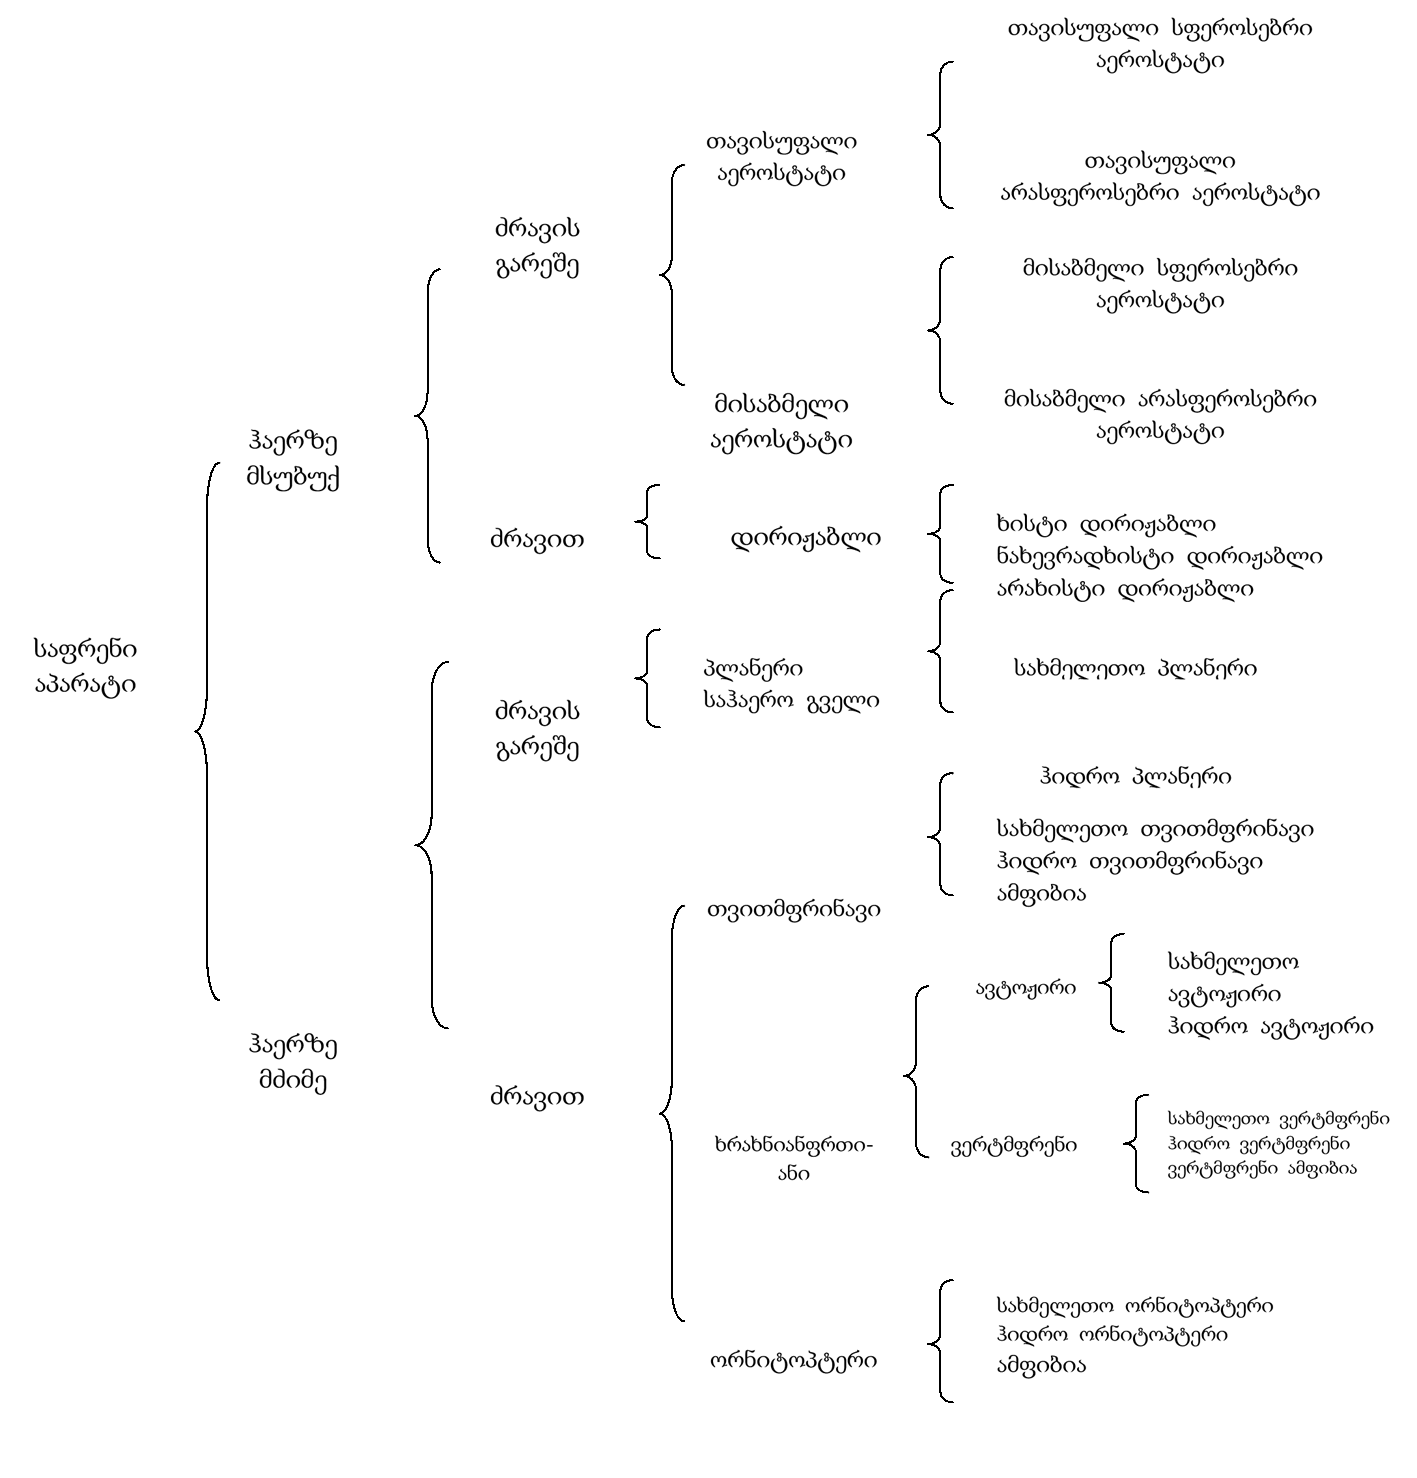 თავისუფალი სფეროსებრი
აეროსტატი
თავისუფალი
აეროსტატი
თავისუფალი
არასფეროსებრი აეროსტატი
ძრავის
გარეშე
მისაბმელი სფეროსებრი
აეროსტატი
მისაბმელი
აეროსტატი
მისაბმელი არასფეროსებრი
აეროსტატი
ჰაერზე
მსუბუქ
ძრავით
დირიჟაბლი
ხისტი დირიჟაბლი
ნახევრადხისტი დირიჟაბლი
არახისტი დირიჟაბლი
საფრენი
აპარატი
ძრავის
გარეშე
პლანერი
საჰაერო გველი
სახმელეთო პლანერი
ჰიდრო პლანერი
სახმელეთო თვითმფრინავი
ჰიდრო თვითმფრინავი
ამფიბია
თვითმფრინავი
ჰაერზე
მძიმე
ძრავით
ავტოჟირი
სახმელეთო
ავტოჟირი
ჰიდრო ავტოჟირი
ხრახნიანფრთი-
ანი
ვერტმფრენი
სახმელეთო ვერტმფრენი
ჰიდრო ვერტმფრენი
ვერტმფრენი ამფიბია
ორნიტოპტერი
სახმელეთო ორნიტოპტერი
ჰიდრო ორნიტოპტერი
ამფიბია